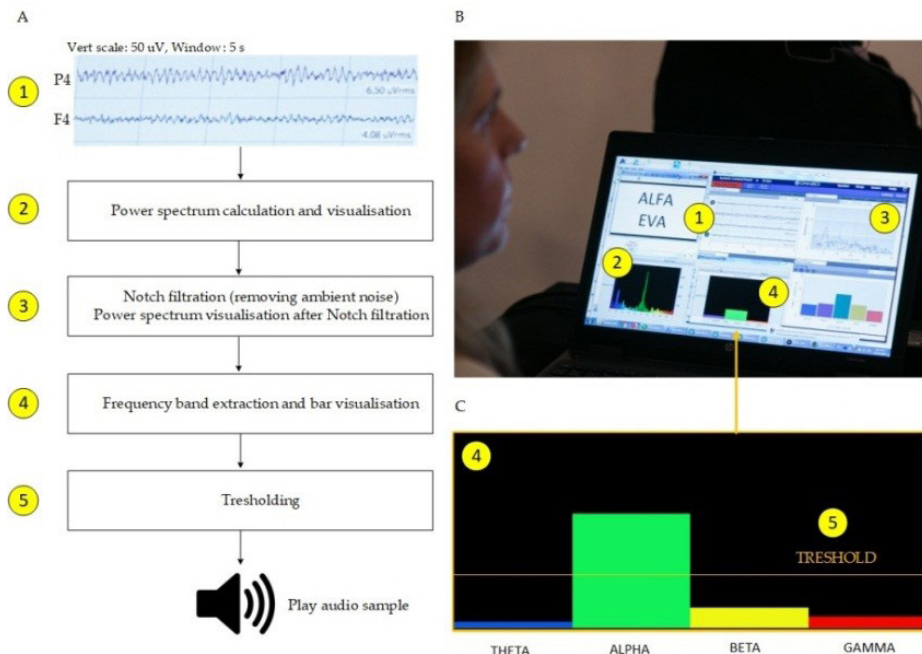 A
Vert scale: 50 uV, Window: 5 s
1
P4
6.50 uVrms
F4
4.08 uVrms
2
Power spectrum calculation and visualisation
3
Notch filtration (removing ambient noise)
Power spectrum visualisation after Notch filtration
4
Frequency band extraction and bar visualisation
5
Tresholding
Play audio sample
B
ALFA
EVA
1
3
2
4
C
4
5
TRESHOLD
THETA
ALPHA
BETA
GAMMA